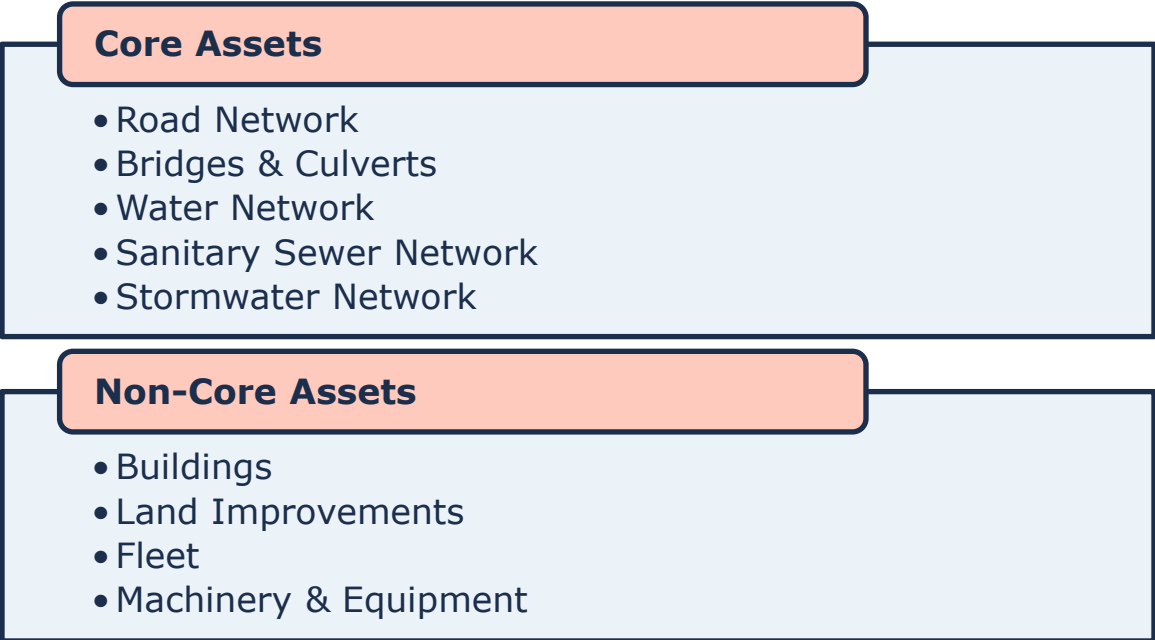 Core Assets
• Road Network
• Bridges & Culverts
• Water Network
• Sanitary Sewer Network
• Stormwater Network
Non-Core Assets
• Buildings
• Land Improvements
• Fleet
• Machinery & Equipment